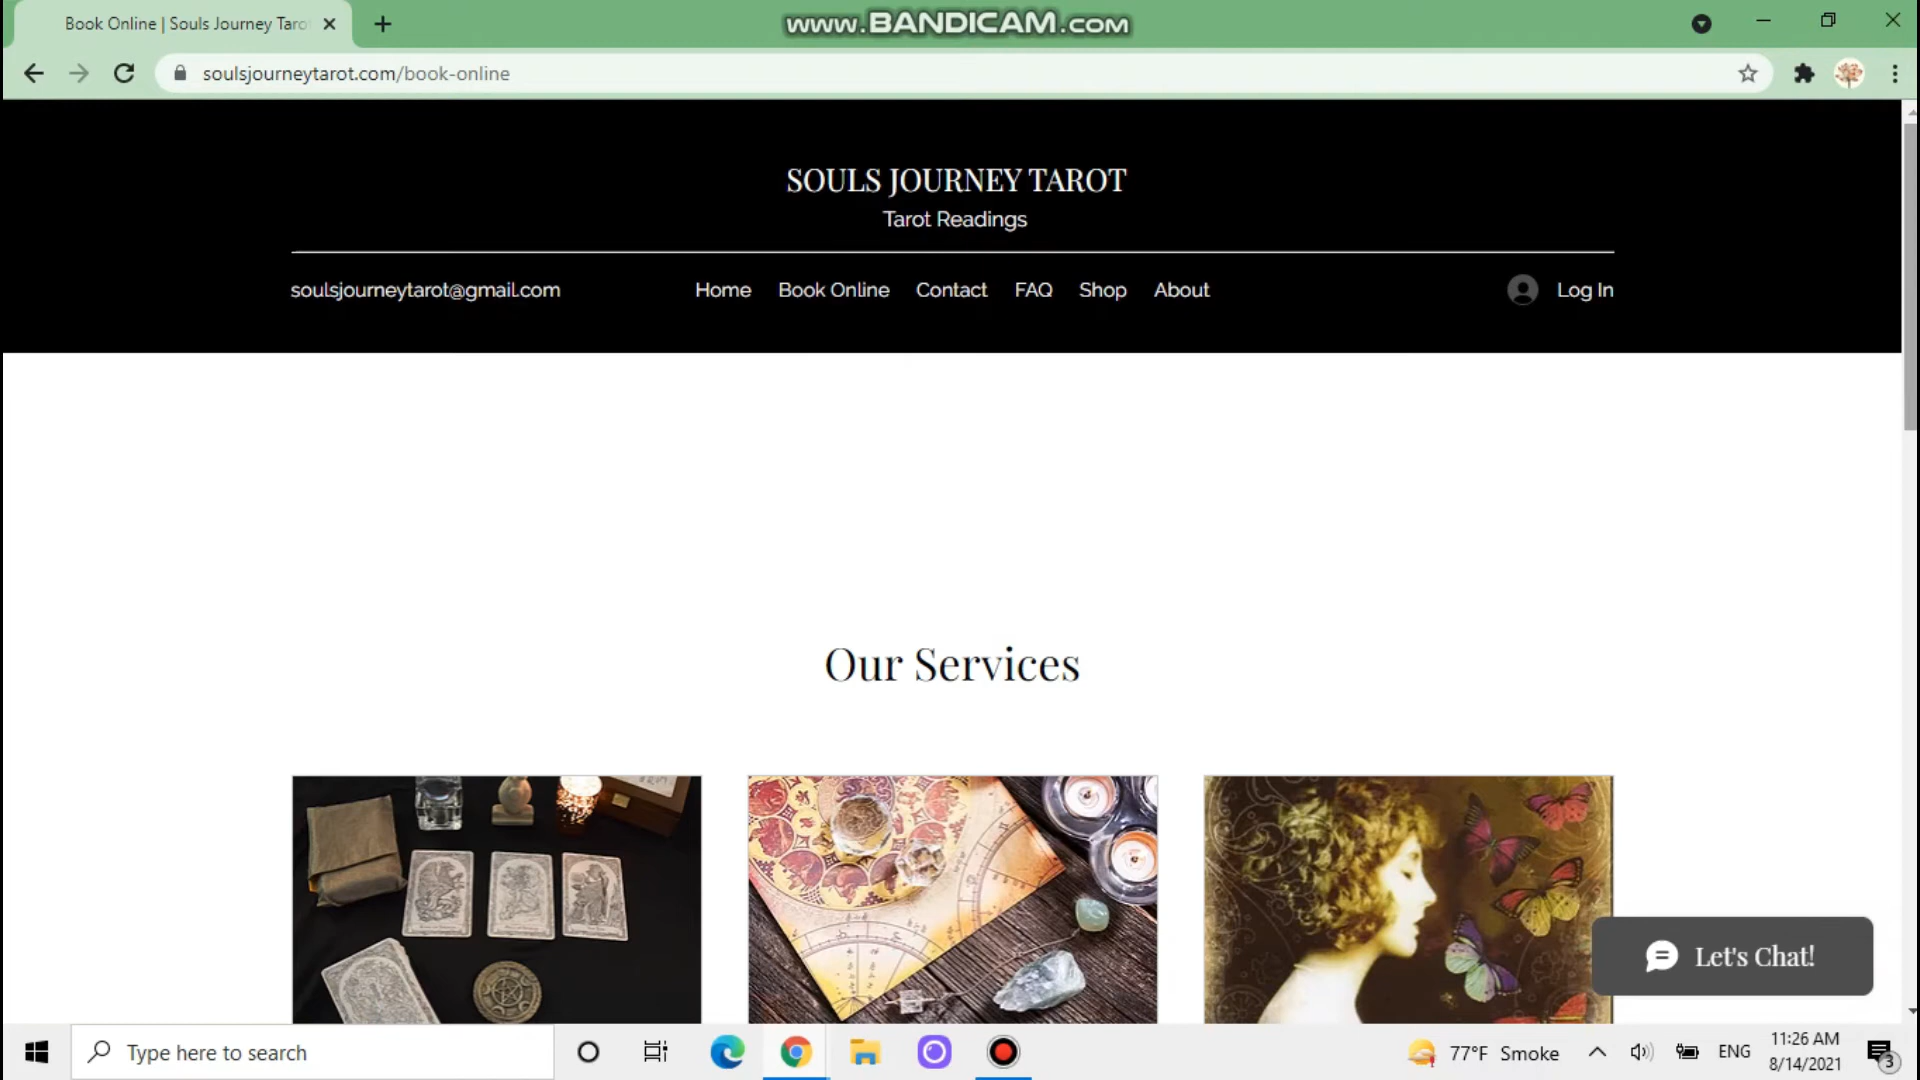 Book Online | Souls Journey Taro
www.BANDICAM.com
soulsjourneytarot.com/book-online
SOULS JOURNEY TAROT
Tarot Readings
soulsjourneytarot@gmail.com
Home
Book Online
Contact
FAQ
Shop
About
Log In
Our Services
Let's Chat!
Type here to search
77°F Smoke
ENG
11:26 AM
8/14/2021
3